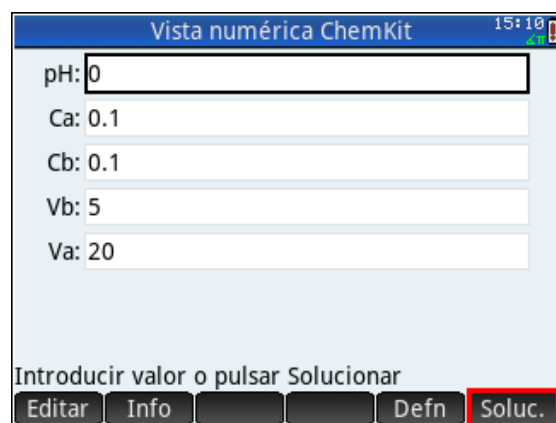 Vista numérica ChemKit 15:10
∡π
pH: 0
Ca: 0.1
Cb: 0.1
Vb: 5
Va: 20
Introducir valor o pulsar Solucionar
Editar Info Defn Soluc.